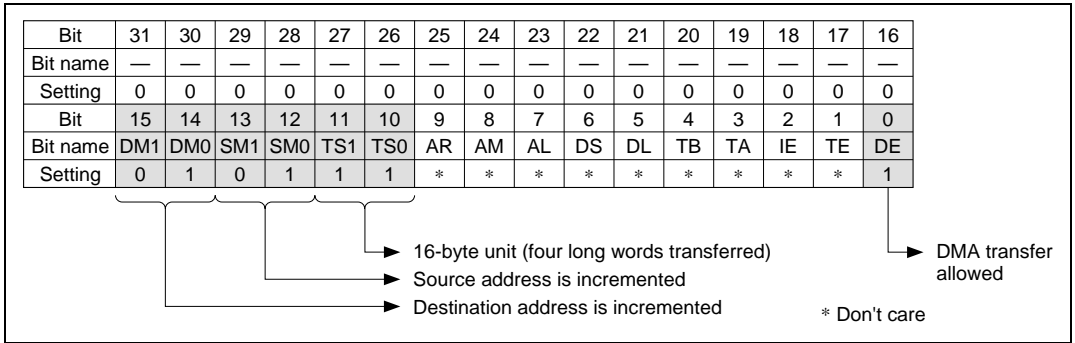 Bit 31 30 29 28 27 26 25 24 23 22 21 20 19 18 17 16
Bit name — — — — — — — — — — — — — — — —
Setting 0 0 0 0 0 0 0 0 0 0 0 0 0 0 0 0
Bit 15 14 13 12 11 10 9 8 7 6 5 4 3 2 1 0
Bit name DM1 DM0 SM1 SM0 TS1 TS0 AR AM AL DS DL TB TA IE TE DE
Setting 0 1 0 1 1 1 * * * * * * * * * 1
16-byte unit (four long words transferred)
DMA transfer
allowed
Source address is incremented
Destination address is incremented
* Don't care